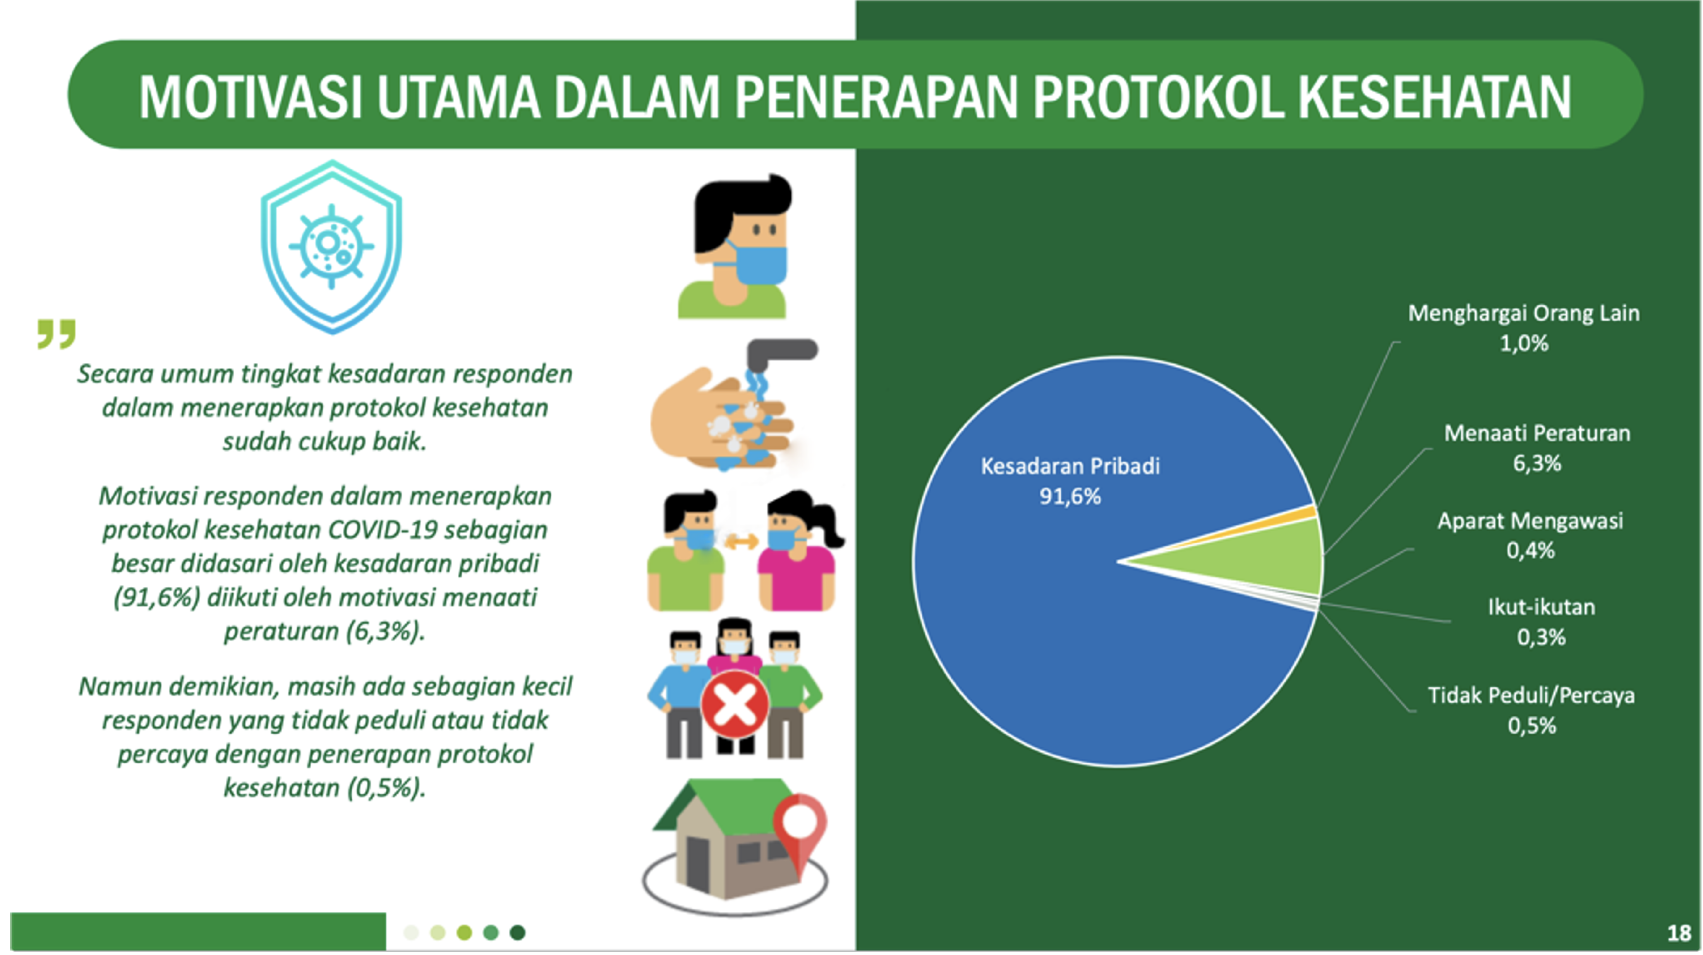 MOTIVASI UTAMA DALAM PENERAPAN PROTOKOL KESEHATAN
Secara umum tingkat kesadaran responden
dalam menerapkan protokol kesehatan
sudah cukup baik.
Motivasi responden dalam menerapkan
protokol kesehatan COVID-19 sebagian
besar didasari oleh kesadaran pribadi
(91,6%) diikuti oleh motivasi menaati
peraturan (6,3%).
Namun demikian, masih ada sebagian kecil
responden yang tidak peduli atau tidak
percaya dengan penerapan protokol
kesehatan (0,5%).
Kesadaran Pribadi
91,6%
Menghargai Orang Lain
1,0%
Menaati Peraturan
6,3%
Aparat Mengawasi
0,4%
Ikut-ikutan
0,3%
Tidak Peduli/Percaya
0,5%
18